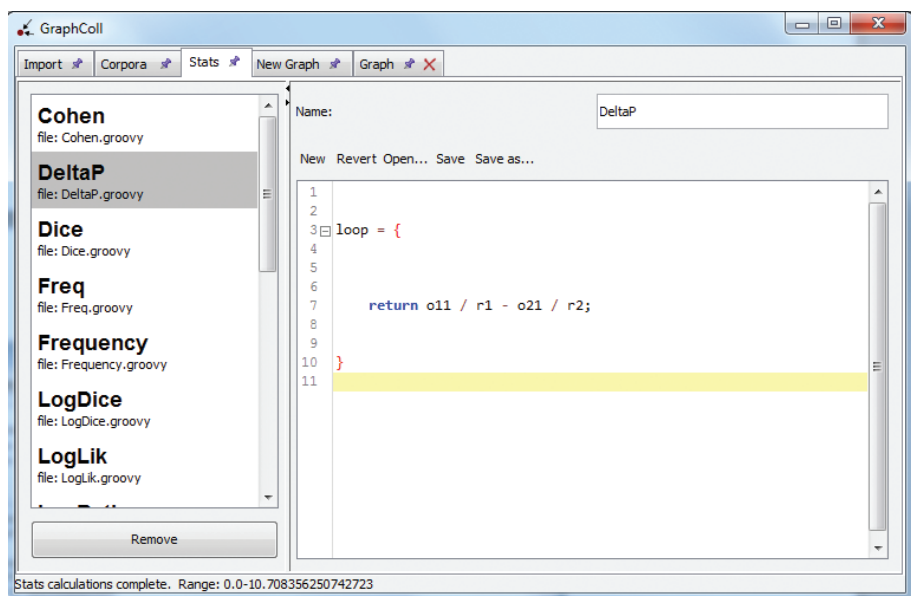 GraphColl
Import Corpora Stats New Graph Graph
Cohen
file: Cohen.groovy
DeltaP
file: DeltaP.groovy
Dice
file: Dice.groovy
Freq
file: Freq.groovy
Frequency
file: Frequency.groovy
LogDice
file: LogDice.groovy
LogLik
file: LogLik.groovy
Remove
Name: DeltaP
New Revert Open... Save Save as...
1
2
3 loop = {
4
5
6
7 return o11 / r1 - o21 / r2;
8
9
10 }
11
Stats calculations complete. Range: 0.0-10.708356250742723